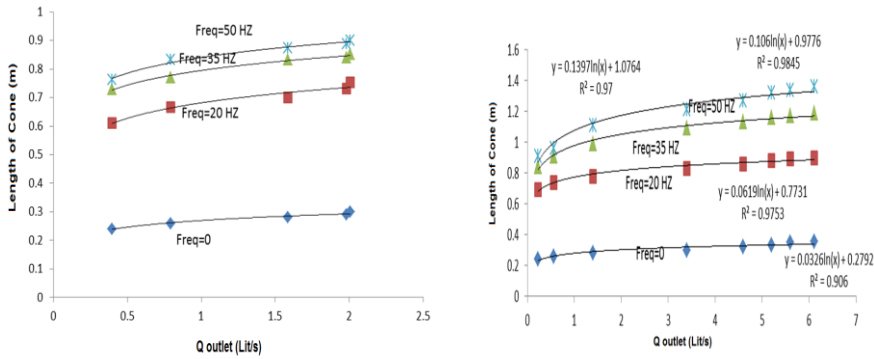 Length of Cone (m)
1
0.9
0.8
0.7
0.6
0.5
0.4
0.3
0.2
0.1
0
Freq=50 HZ
Freq=35 HZ
Freq=20 HZ
Freq=0
0 0.5 1 1.5 2 2.5
Q outlet (Lit/s)
Length of Cone (m)
1.6
1.4
1.2
1
0.8
0.6
0.4
0.2
0
y = 0.1397ln(x) + 1.0764
R² = 0.97
y = 0.106ln(x) + 0.9776
R² = 0.9845
Freq=50 HZ
Freq=35 HZ
Freq=20 HZ
y = 0.0619ln(x) + 0.7731
R² = 0.9753
Freq=0
y = 0.0326ln(x) + 0.2792
R² = 0.906
0 1 2 3 4 5 6 7
Q outlet (Lit/s)